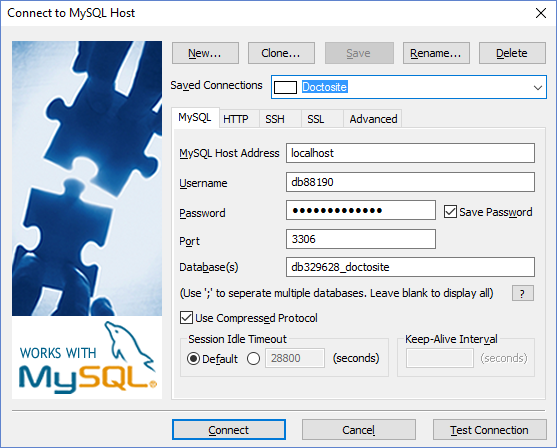 Connect to MySQL Host
New... Clone... Save Rename... Delete
Saved Connections Doctosite
MySQL HTTP SSH SSL Advanced
MySQL Host Address localhost
Username db88190
Password ●●●●●●●●●●●●● Save Password
Port 3306
Database(s) db329628_doctosite
(Use ';' to seperate multiple databases. Leave blank to display all) ?
Use Compressed Protocol
Session Idle Timeout Keep-Alive Interval
Default 28800 (seconds) (seconds)
WORKS WITH
MySQL®
Connect Cancel Test Connection